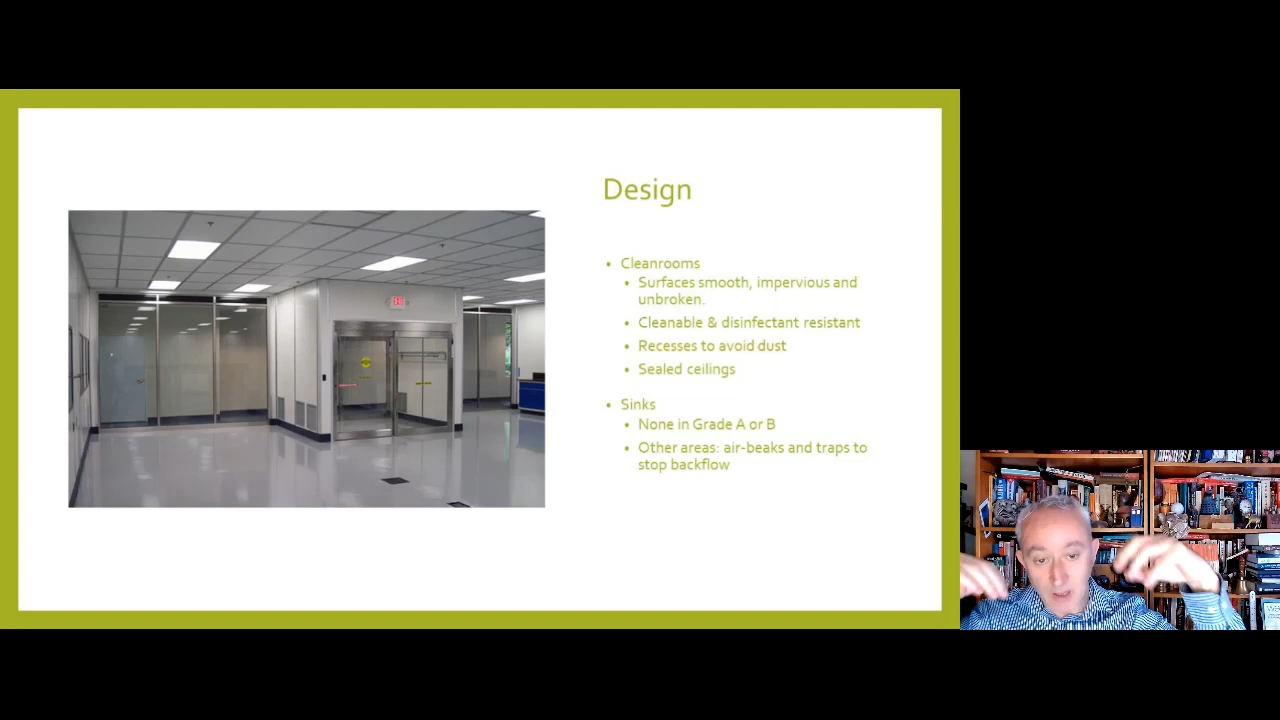 Design
Cleanrooms
Surfaces smooth, impervious and
unbroken.
Cleanable & disinfectant resistant
Recesses to avoid dust
Sealed ceilings
Sinks
None in Grade A or B
Other areas: air-beaks and traps to
stop backflow